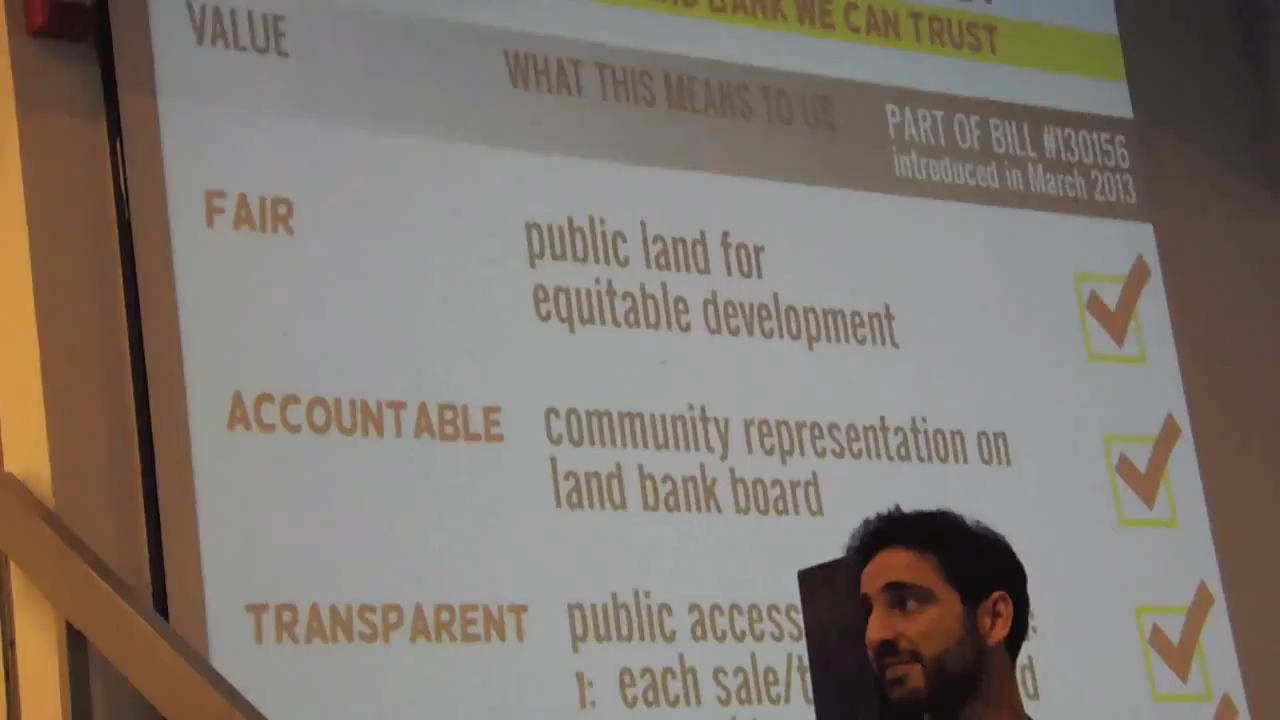 BANK WE CAN TRUST
VALUE
WHAT THIS MEANS TO US
PART OF BILL #130156
introduced in March 2013
FAIR
public land for
equitable development
ACCOUNTABLE
community representation on
land bank board
TRANSPARENT
public access
1: each sale/t